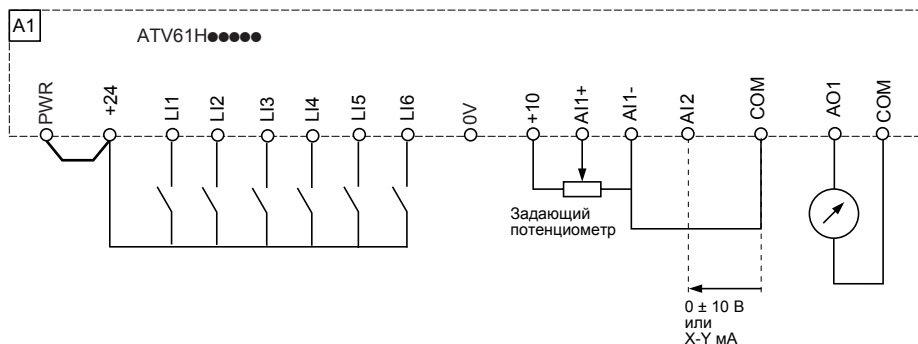 A1
ATV61H●●●●●
PWR
+24
LI1
LI2
LI3
LI4
LI5
LI6
0V
+10
AI1+
AI1-
AI2
COM
AO1
COM
Задающий
потенциометр
0 ± 10 В
или
X-Y мА